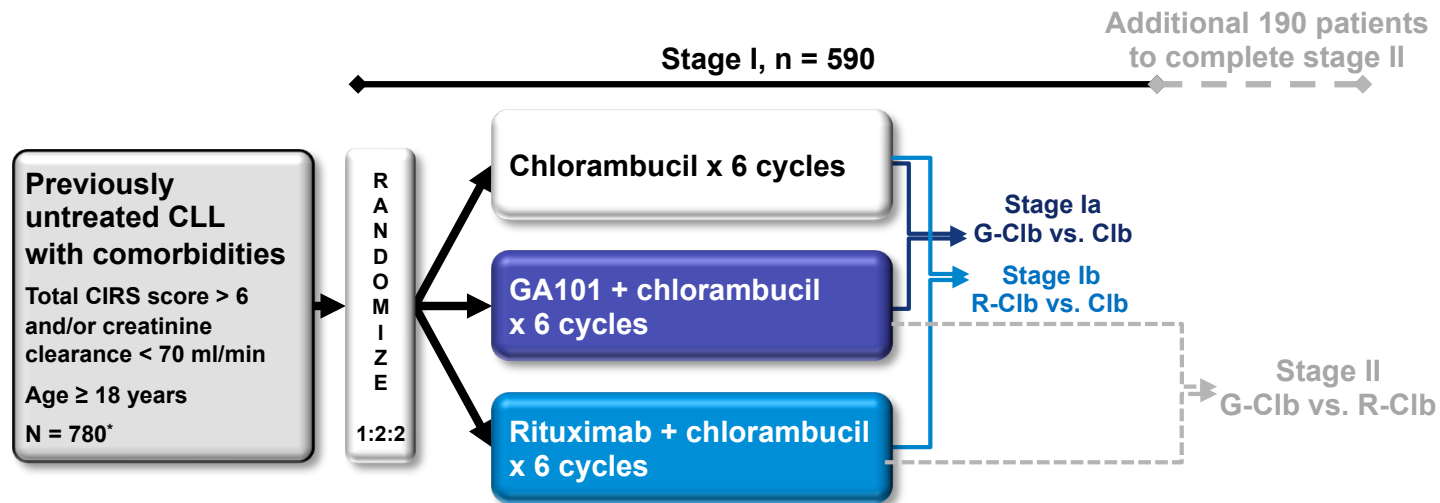 Additional 190 patients
to complete stage II
Stage I, n = 590
Previously
untreated CLL
with comorbidities
Total CIRS score > 6
and/or creatinine
clearance < 70 ml/min
Age ≥ 18 years
N = 780*
R
A
N
D
O
M
I
Z
E
1:2:2
Chlorambucil x 6 cycles
GA101 + chlorambucil
x 6 cycles
Rituximab + chlorambucil
x 6 cycles
Stage Ia
G-Clb vs. Clb
Stage Ib
R-Clb vs. Clb
Stage II
G-Clb vs. R-Clb